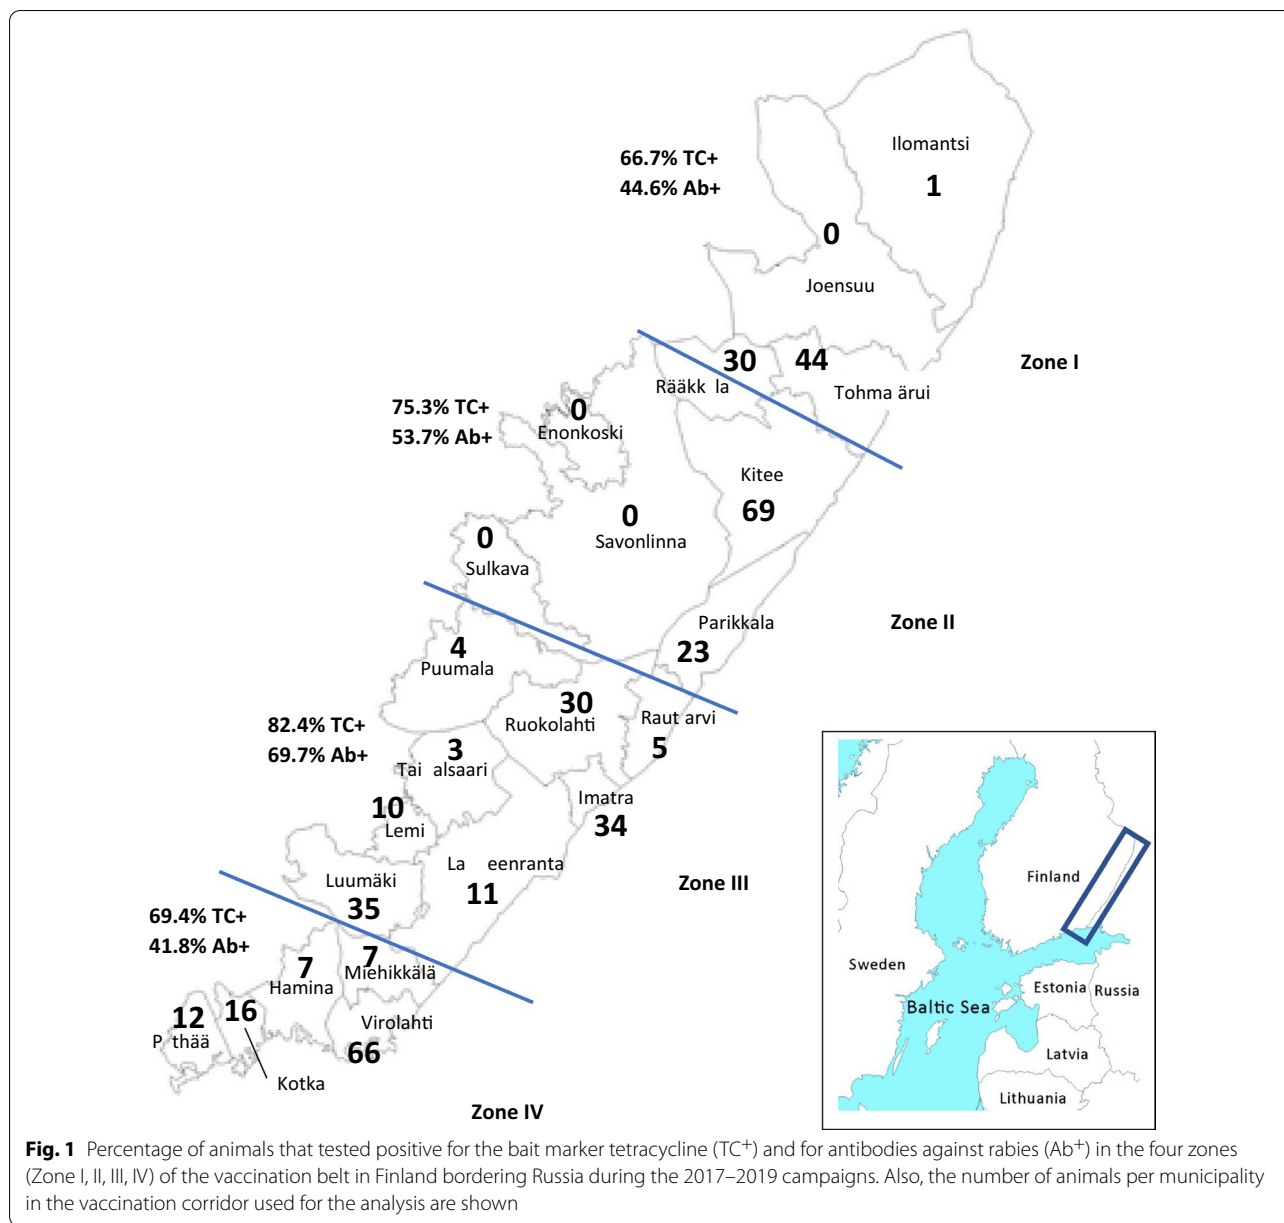 Ilomantsi
1
66.7% TC+
44.6% Ab+
0
Joensuu
30
Rääkk la
44
Tohma ärui
Zone I
75.3% TC+
53.7% Ab+
0
Enonkoski
Kitee
69
0
Savonlinna
0
Sulkava
Parikkala
23
Zone II
4
Puumala
82.4% TC+
69.7% Ab+
30
Ruokolahti
Raut arvi
5
3
Tai alsaari
Imatra
34
10
Lemi
La eenranta
11
Zone III
Luumäki
35
69.4% TC+
41.8% Ab+
7
Miehikkälä
7
Hamina
12
P thää
16
Kotka
Virolahti
66
Zone IV
Finland
Sweden
Baltic Sea
Estonia
Russia
Latvia
Lithuania
Fig. 1 Percentage of animals that tested positive for the bait marker tetracycline (TC+) and for antibodies against rabies (Ab+) in the four zones
(Zone I, II, III, IV) of the vaccination belt in Finland bordering Russia during the 2017–2019 campaigns. Also, the number of animals per municipality
in the vaccination corridor used for the analysis are shown